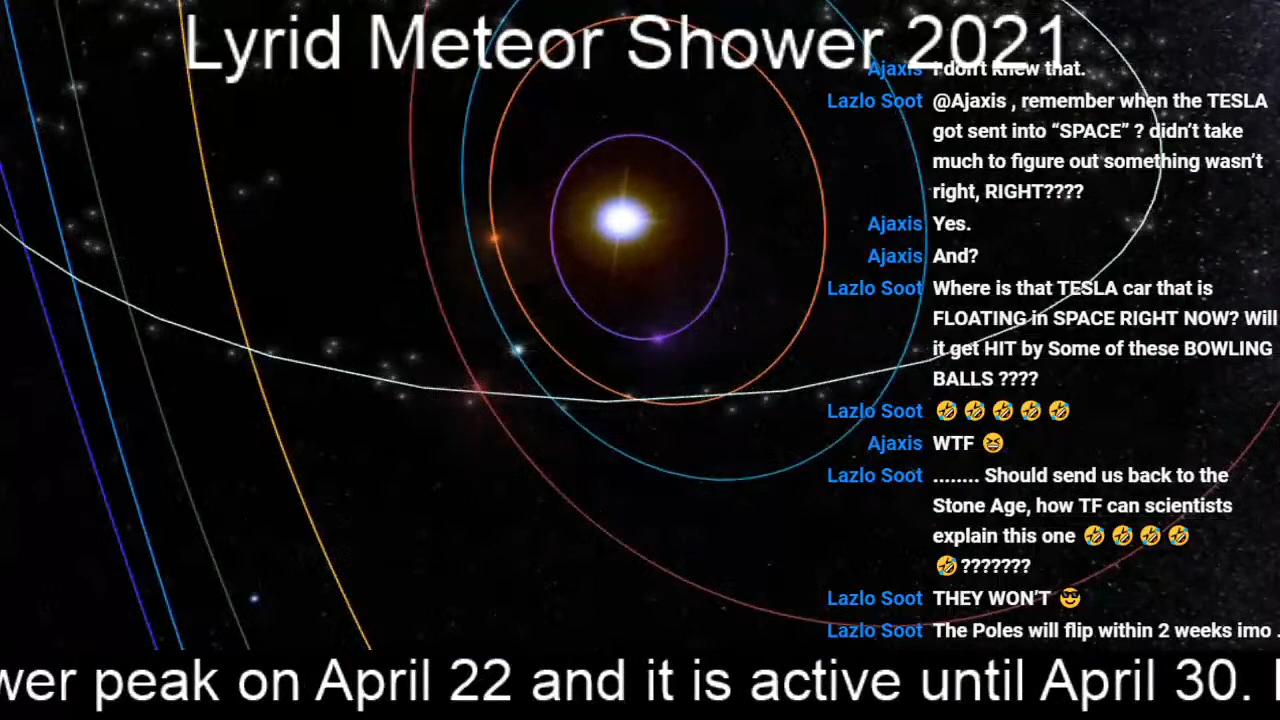 Lyrid Meteor Shower 2021
Ajaxis I don't knew that.
Lazlo Soot @Ajaxis , remember when the TESLA
got sent into “SPACE” ? didn’t take
much to figure out something wasn’t
right, RIGHT????
Ajaxis Yes.
Ajaxis And?
Lazlo Soot Where is that TESLA car that is
FLOATING in SPACE RIGHT NOW? Will
it get HIT by Some of these BOWLING
BALLS ????
Lazlo Soot 🤣🤣🤣🤣🤣
Ajaxis WTF 😆
Lazlo Soot ........ Should send us back to the
Stone Age, how TF can scientists
explain this one 🤣🤣🤣🤣
🤣???????
Lazlo Soot THEY WON’T 😎
Lazlo Soot The Poles will flip within 2 weeks imo .
wer peak on April 22 and it is active until April 30.